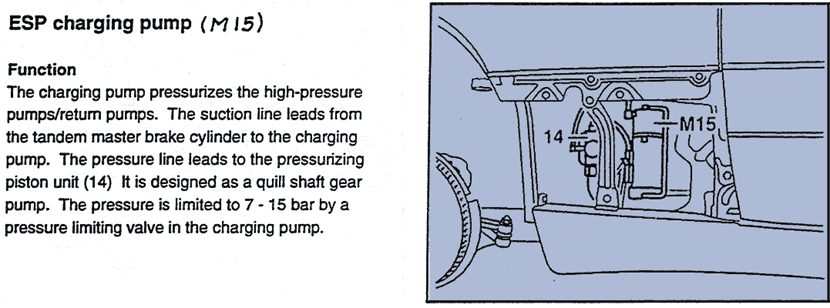 ESP charging pump (M15)
Function
The charging pump pressurizes the high-pressure
pumps/return pumps. The suction line leads from
the tandem master brake cylinder to the charging
pump. The pressure line leads to the pressurizing
piston unit (14) It is designed as a quill shaft gear
pump. The pressure is limited to 7 - 15 bar by a
pressure limiting valve in the charging pump.
14
M15